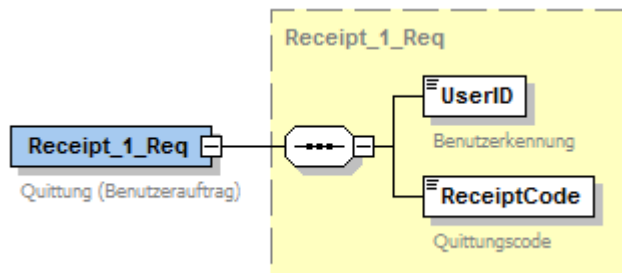 Receipt_1_Req
UserID
Benutzerkennung
Receipt_1_Req
Quittung (Benutzerauftrag)
ReceiptCode
Quittungscode